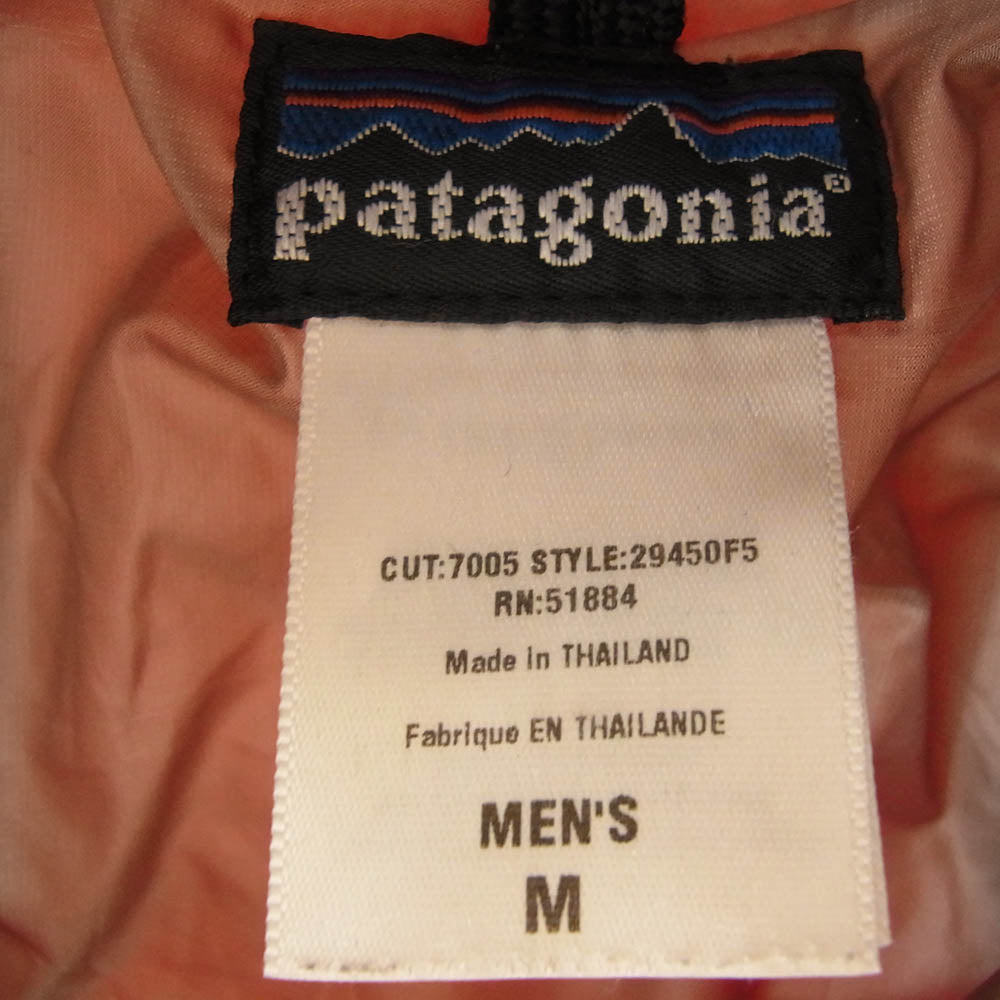 patagonia®
CUT:7005 STYLE:29450F5
RN:51884
Made in THAILAND
Fabrique EN THAILANDE
MEN'S
M